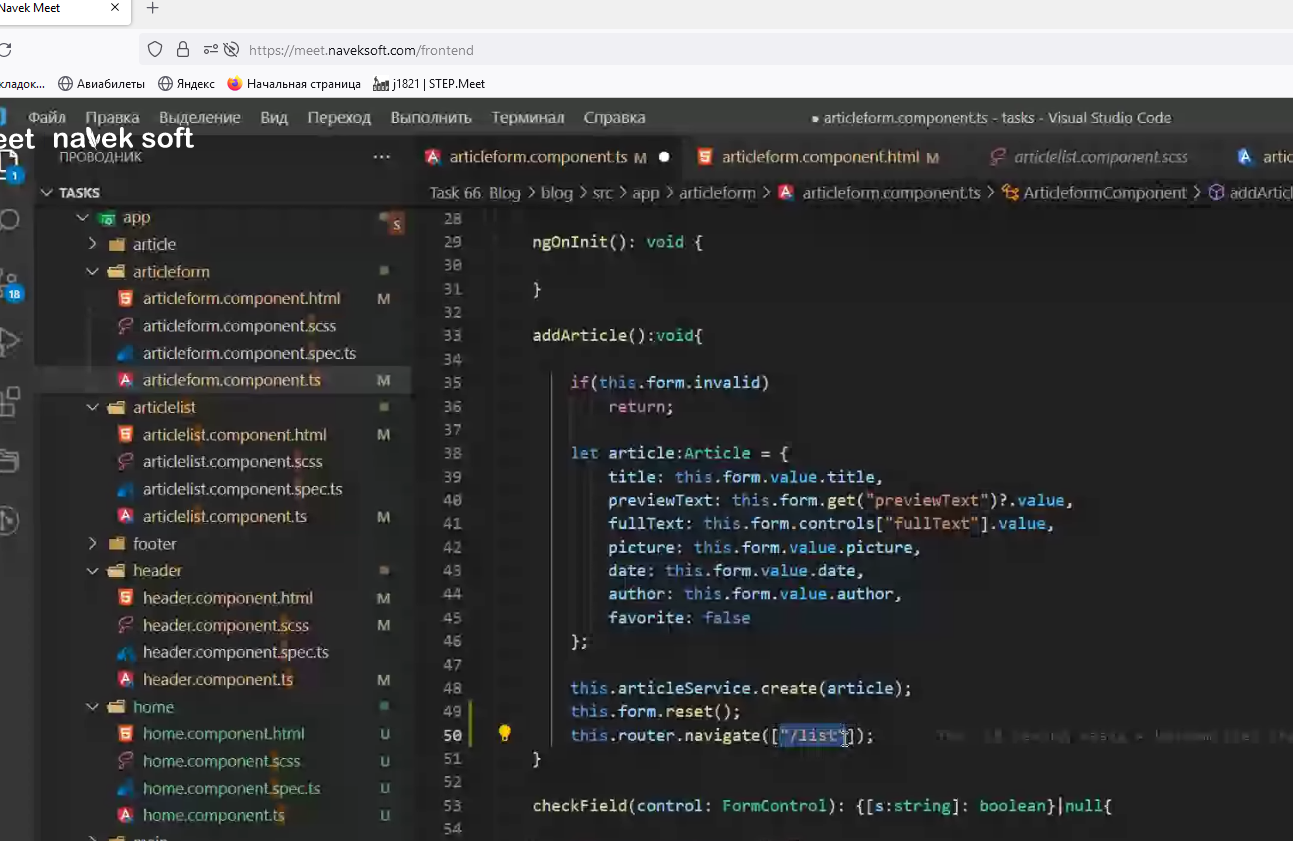 Navek Meet
https://meet.naveksoft.com/frontend
кладок... Авиабилеты Яндекс Начальная страница j1821 | STEP.Meet
Файл Правка Выделение Вид Переход Выполнить Терминал Справка ● articleform.component.ts - tasks - Visual Studio Code
eet navek soft
ПРОВОДНИК ...
articleform.component.ts M articleform.component.html M articlelist.component.scss artic
TASKS
Task 66 Blog > blog > src > app > articleform > articleform.component.ts > ArticleformComponent > addArticl
app
S
article
articleform
articleform.component.html M
articleform.component.scss
articleform.component.spec.ts
articleform.component.ts M
articlelist
articlelist.component.html M
articlelist.component.scss
articlelist.component.spec.ts
articlelist.component.ts M
footer
header
header.component.html M
header.component.scss M
header.component.spec.ts
header.component.ts M
home
home.component.html U
home.component.scss U
home.component.spec.ts U
home.component.ts U
main
1
18
28
29 ngOnInit(): void {
30
31 }
32
33 addArticle():void{
34
35 if(this.form.invalid)
36 return;
37
38 let article:Article = {
39 title: this.form.value.title,
40 previewText: this.form.get("previewText")?.value,
41 fullText: this.form.controls["fullText"].value,
42 picture: this.form.value.picture,
43 date: this.form.value.date,
44 author: this.form.value.author,
45 favorite: false
46 };
47
48 this.articleService.create(article);
49 this.form.reset();
50 this.router.navigate(["/list"]);
51 }
52
53 checkField(control: FormControl): {[s:string]: boolean}|null{
54